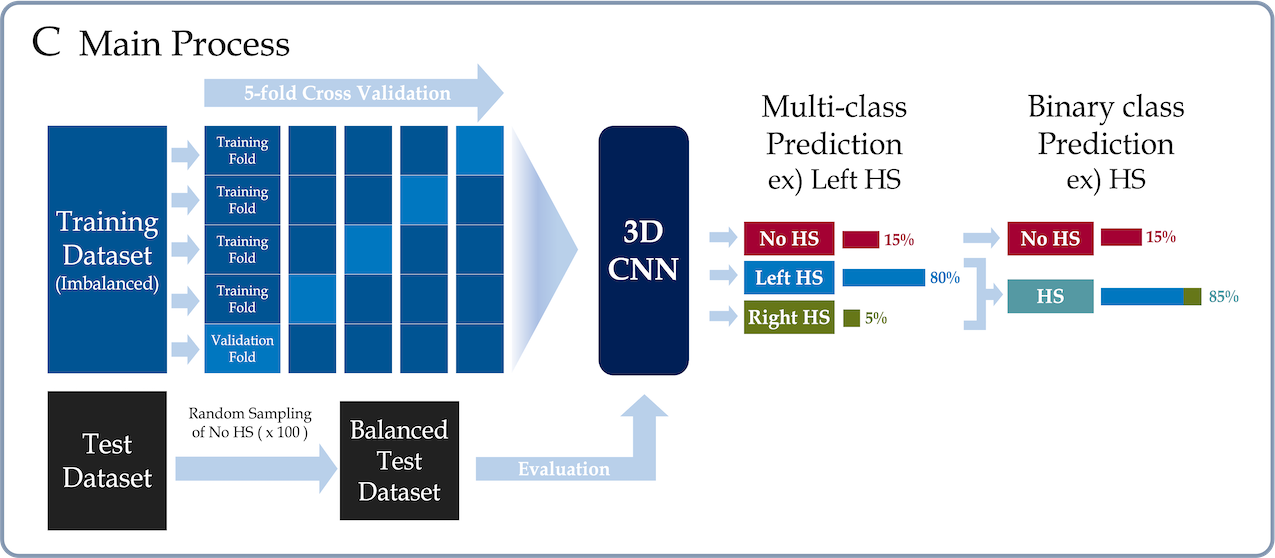 C Main Process
5-fold Cross Validation
Training
Dataset
(Imbalanced)
Training
Fold
Training
Fold
Training
Fold
Training
Fold
Validation
Fold
3D
CNN
Multi-class
Prediction
ex) Left HS
No HS 15%
Left HS 80%
Right HS 5%
Binary class
Prediction
ex) HS
No HS 15%
HS 85%
Test
Dataset
Random Sampling
of No HS ( x 100 )
Balanced
Test
Dataset
Evaluation